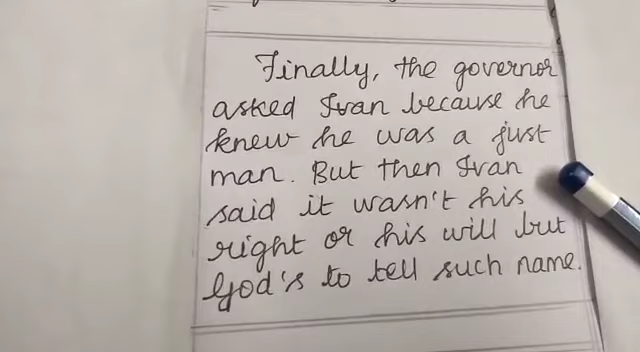 Finally, the governor
asked Ivan because he
knew he was a just
man. But then Ivan
said it wasn't his
right or his will but
God's to tell such name.